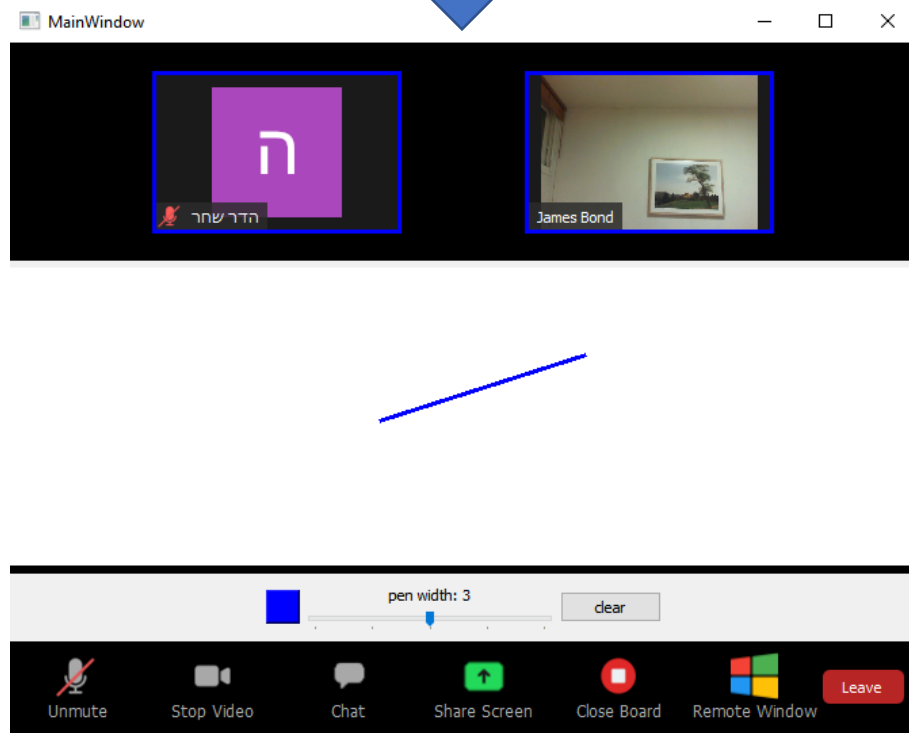 MainWindow
ה
הדר שחר
James Bond
pen width: 3
clear
Unmute
Stop Video
Chat
Share Screen
Close Board
Remote Window
Leave